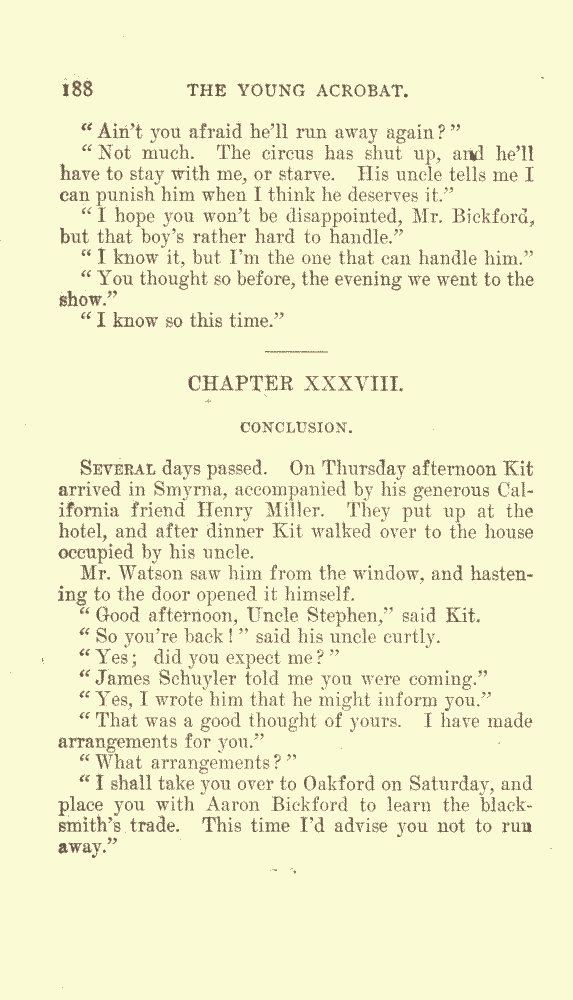 188 THE YOUNG ACROBAT.
“Ain’t you afraid he’ll run away again?”
“Not much. The circus has shut up, and he’ll
have to stay with me, or starve. His uncle tells me I
can punish him when I think he deserves it.”
“I hope you won’t be disappointed, Mr. Bickford,
but that boy’s rather hard to handle.”
“I know it, but I’m the one that can handle him.”
“You thought so before, the evening we went to the
show.”
“I know so this time.”
CHAPTER XXXVIII.
CONCLUSION.
SEVERAL days passed. On Thursday afternoon Kit
arrived in Smyrna, accompanied by his generous Cal-
ifornia friend Henry Miller. They put up at the
hotel, and after dinner Kit walked over to the house
occupied by his uncle.
Mr. Watson saw him from the window, and hasten-
ing to the door opened it himself.
“Good afternoon, Uncle Stephen,” said Kit.
“So you’re back!” said his uncle curtly.
“Yes; did you expect me?”
“James Schuyler told me you were coming.”
“Yes, I wrote him that he might inform you.”
“That was a good thought of yours. I have made
arrangements for you.”
“What arrangements?”
“I shall take you over to Oakford on Saturday, and
place you with Aaron Bickford to learn the black-
smith’s trade. This time I’d advise you not to run
away.”